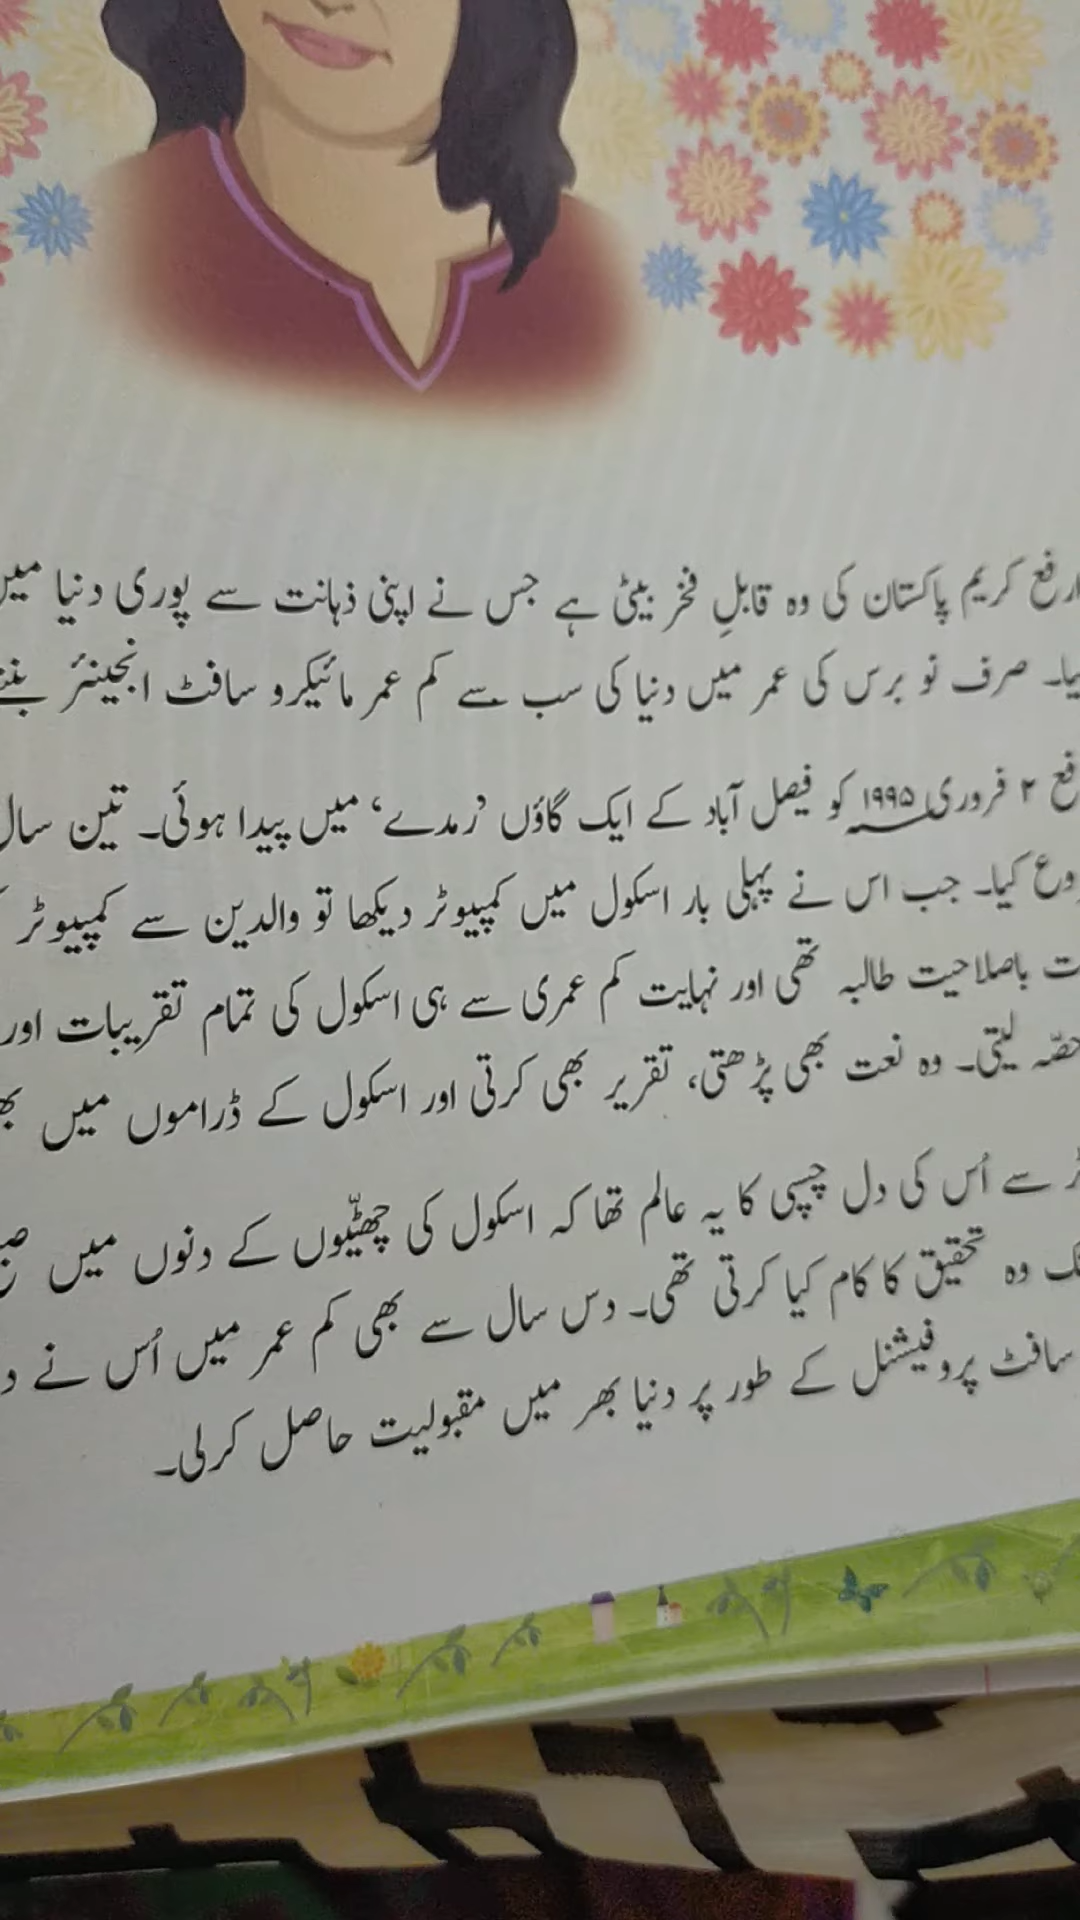 ارفع کریم پاکستان کی وہ قابلِ فخر بیٹی ہے جس نے اپنی ذہانت سے پوری دنیا میں
صرف نو برس کی عمر میں دنیا کی سب سے کم عمر مائیکرو سافٹ انجینئر بننے
۲ فروری ۱۹۹۵ کو فیصل آباد کے ایک گاؤں ’رمدے‘ میں پیدا ہوئی۔ تین سال
کیا۔ جب اس نے پہلی بار اسکول میں کمپیوٹر دیکھا تو والدین سے کمپیوٹر
باصلاحیت طالبہ تھی اور نہایت کم عمری سے ہی اسکول کی تمام تقریبات اور
حصّہ لیتی۔ وہ نعت بھی پڑھتی، تقریر بھی کرتی اور اسکول کے ڈراموں میں
سے اُس کی دل چسپی کا یہ عالم تھا کہ اسکول کی چھٹیّوں کے دنوں میں
وہ تحقیق کا کام کیا کرتی تھی۔ دس سال سے بھی کم عمر میں اُس نے
سافٹ پروفیشنل کے طور پر دنیا بھر میں مقبولیت حاصل کرلی۔